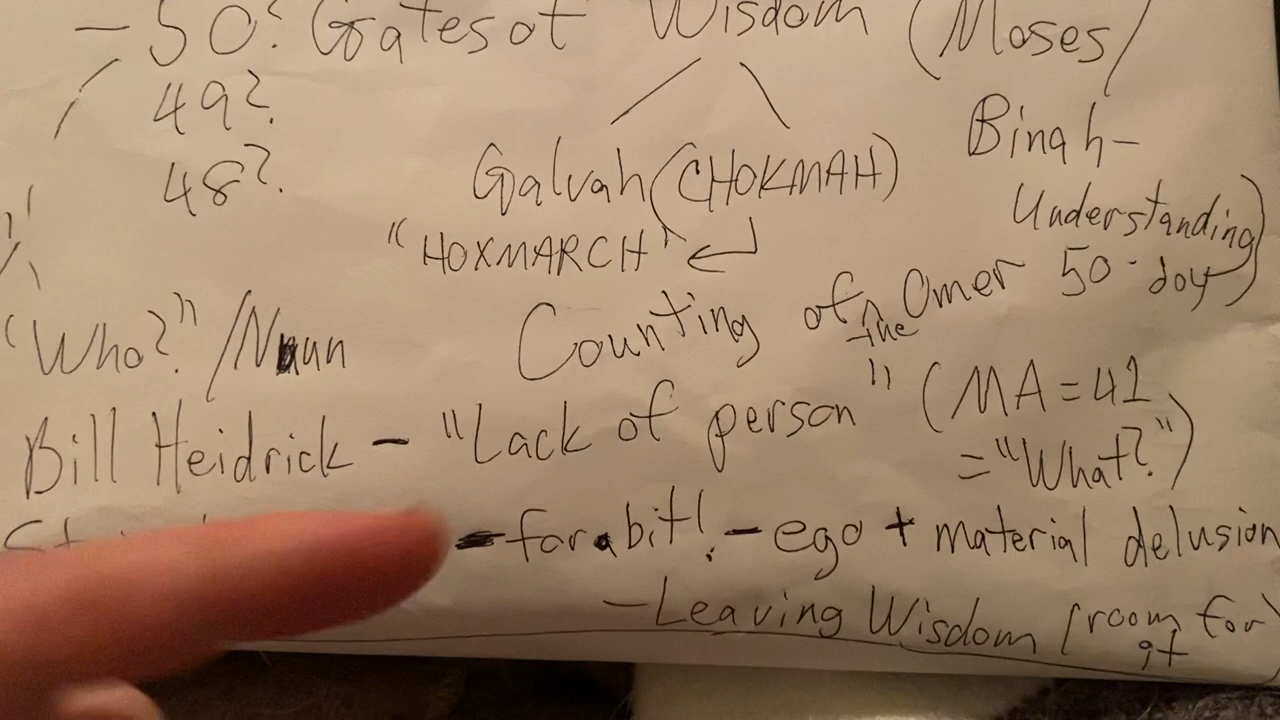 - 50? Gates of Wisdom (Moses/
49?
48?
Binah-
Galvah (CHOKMAH)
Understanding)
"HOXMARCH"
Counting of the Omer 50-day)
"Who?" / Nuun
Bill Heidrick - "Lack of person" (MA = 41
= "What?")
- for a bit! - ego + material delusion
- Leaving Wisdom (room for
it)